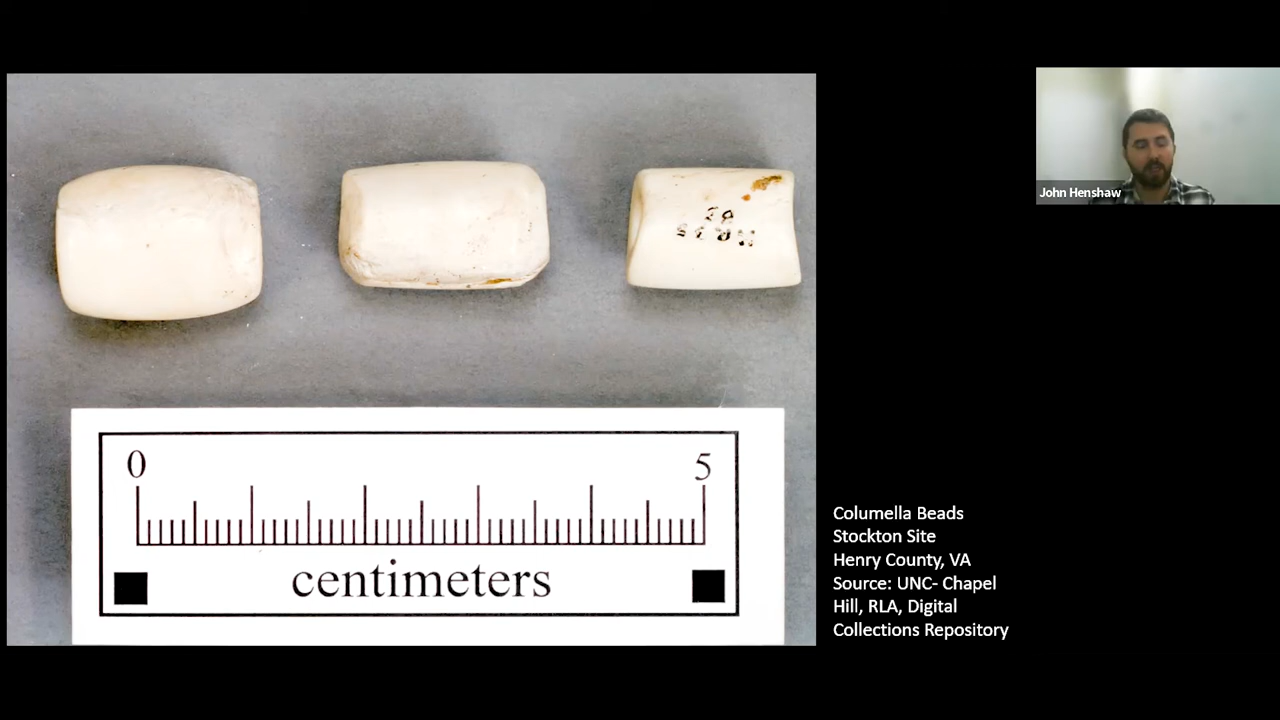 0 5
centimeters
John Henshaw
Columella Beads
Stockton Site
Henry County, VA
Source: UNC- Chapel
Hill, RLA, Digital
Collections Repository